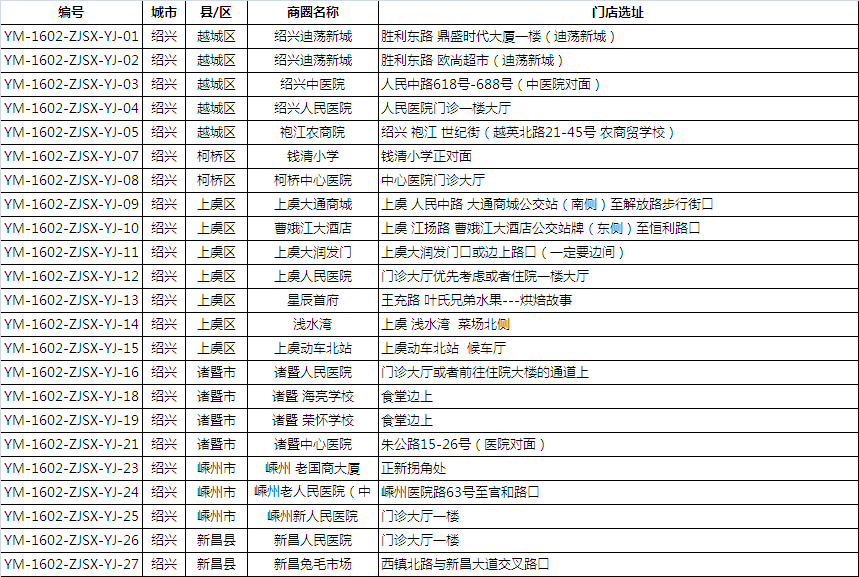 编号 城市 县/区 商圈名称 门店选址
YM-1602-ZJSX-YJ-01 绍兴 越城区 绍兴迪荡新城 胜利东路 鼎盛时代大厦一楼（迪荡新城）
YM-1602-ZJSX-YJ-02 绍兴 越城区 绍兴迪荡新城 胜利东路 欧尚超市（迪荡新城）
YM-1602-ZJSX-YJ-03 绍兴 越城区 绍兴中医院 人民中路618号-688号（中医院对面）
YM-1602-ZJSX-YJ-04 绍兴 越城区 绍兴人民医院 人民医院门诊一楼大厅
YM-1602-ZJSX-YJ-05 绍兴 越城区 袍江农商院 绍兴 袍江 世纪街（越英北路21-45号 农商贸学校）
YM-1602-ZJSX-YJ-07 绍兴 柯桥区 钱清小学 钱清小学正对面
YM-1602-ZJSX-YJ-08 绍兴 柯桥区 柯桥中心医院 中心医院门诊大厅
YM-1602-ZJSX-YJ-09 绍兴 上虞区 上虞大通商城 上虞 人民中路 大通商城公交站（南侧）至解放路步行街口
YM-1602-ZJSX-YJ-10 绍兴 上虞区 曹娥江大酒店 上虞 江扬路 曹娥江大酒店公交站牌（东侧）至恒利路口
YM-1602-ZJSX-YJ-11 绍兴 上虞区 上虞大润发门 上虞大润发门口或边上路口（一定要边间）
YM-1602-ZJSX-YJ-12 绍兴 上虞区 上虞人民医院 门诊大厅优先考虑或者住院一楼大厅
YM-1602-ZJSX-YJ-13 绍兴 上虞区 星辰首府 王充路 叶氏兄弟水果---烘焙故事
YM-1602-ZJSX-YJ-14 绍兴 上虞区 浅水湾 上虞 浅水湾 菜场北侧
YM-1602-ZJSX-YJ-15 绍兴 上虞区 上虞动车北站 上虞动车北站 候车厅
YM-1602-ZJSX-YJ-16 绍兴 诸暨市 诸暨人民医院 门诊大厅或者前往住院大楼的通道上
YM-1602-ZJSX-YJ-18 绍兴 诸暨市 诸暨 海亮学校 食堂边上
YM-1602-ZJSX-YJ-19 绍兴 诸暨市 诸暨 荣怀学校 食堂边上
YM-1602-ZJSX-YJ-21 绍兴 诸暨市 诸暨中心医院 朱公路15-26号（医院对面）
YM-1602-ZJSX-YJ-23 绍兴 嵊州市 嵊州 老国商大厦 正新拐角处
YM-1602-ZJSX-YJ-24 绍兴 嵊州市 嵊州老人民医院（中 嵊州医院路63号至官和路口
YM-1602-ZJSX-YJ-25 绍兴 嵊州市 嵊州新人民医院 门诊大厅一楼
YM-1602-ZJSX-YJ-26 绍兴 新昌县 新昌人民医院 门诊大厅一楼
YM-1602-ZJSX-YJ-27 绍兴 新昌县 新昌兔毛市场 西镇北路与新昌大道交叉路口